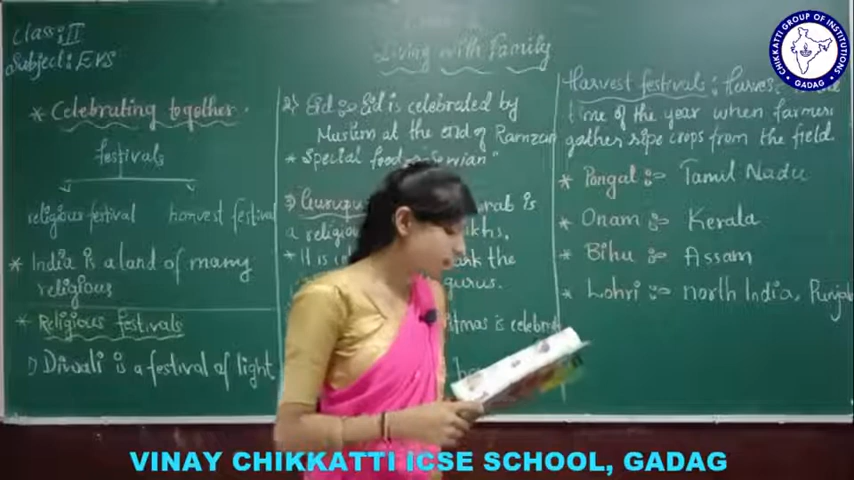 Class: II
Subject: EVS
Living with Family
* Celebrating together.
festivals
religious festival harvest festival
* India is a land of many
religious
* Religious festivals
1) Diwali is a festival of light
2) Eid :- Eid is celebrated by
Muslim at the end of Ramzan
* Special food - Sewian
3)
is
a
* It is the
gurus.
is
Harvest festivals : Harvest
time of the year when farmers
gather ripe crops from the field.
* Pongal :- Tamil Nadu
* Onam :- Kerala
* Bihu :- Assam
* Lohri :- north India, Punjab
CHIKKATTI GROUP OF INSTITUTIONS
GADAG
VINAY CHIKKATTI ICSE SCHOOL, GADAG